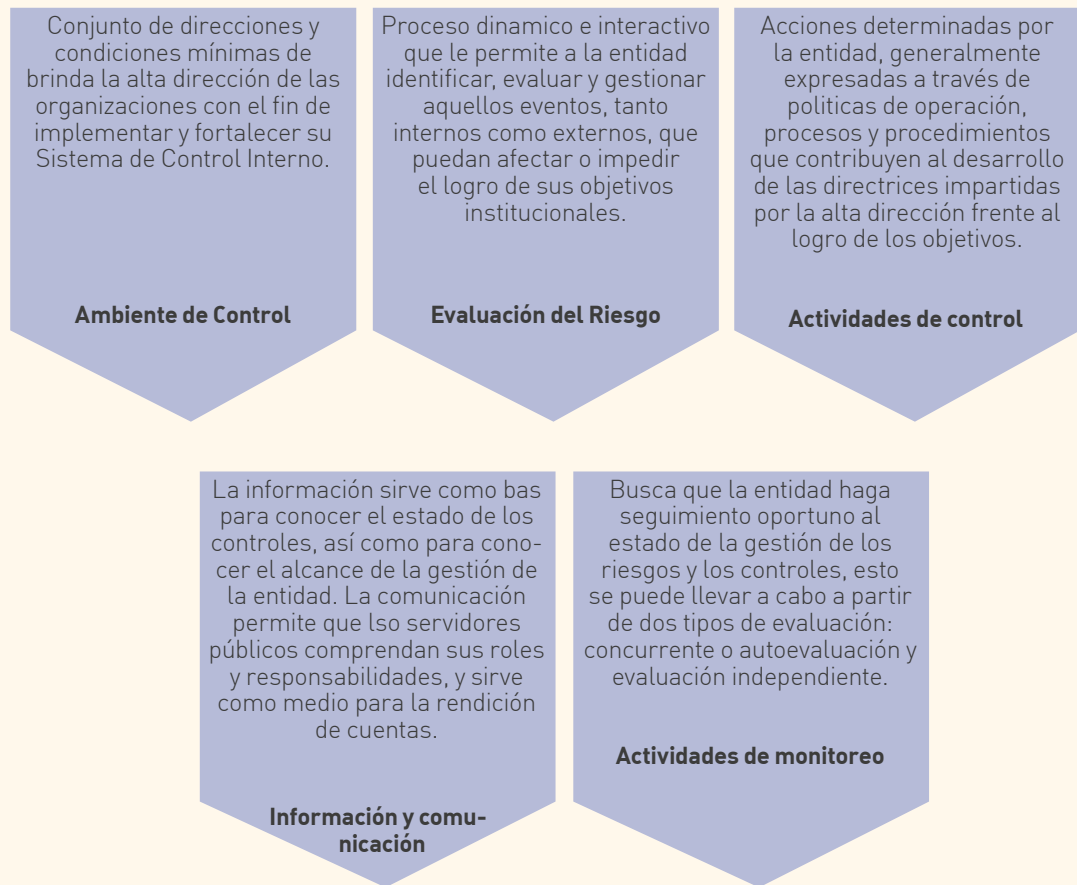 Conjunto de direcciones y
condiciones mínimas de
brinda la alta dirección de las
organizaciones con el fin de
implementar y fortalecer su
Sistema de Control Interno.
Ambiente de Control
Proceso dinamico e interactivo
que le permite a la entidad
identificar, evaluar y gestionar
aquellos eventos, tanto
internos como externos, que
puedan afectar o impedir
el logro de sus objetivos
institucionales.
Evaluación del Riesgo
Acciones determinadas por
la entidad, generalmente
expresadas a través de
politicas de operación,
procesos y procedimientos
que contribuyen al desarrollo
de las directrices impartidas
por la alta dirección frente al
logro de los objetivos.
Actividades de control
La información sirve como bas
para conocer el estado de los
controles, así como para cono-
cer el alcance de la gestión de
la entidad. La comunicación
permite que lso servidores
públicos comprendan sus roles
y responsabilidades, y sirve
como medio para la rendición
de cuentas.
Información y comu-
nicación
Busca que la entidad haga
seguimiento oportuno al
estado de la gestión de los
riesgos y los controles, esto
se puede llevar a cabo a partir
de dos tipos de evaluación:
concurrente o autoevaluación y
evaluación independiente.
Actividades de monitoreo